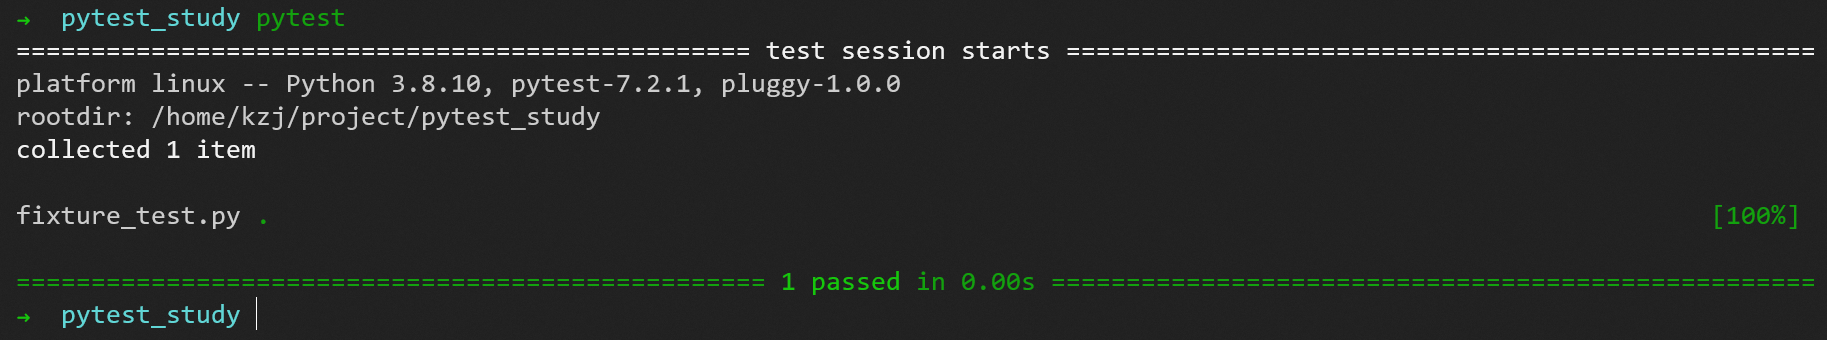 → pytest_study pytest
================================================= test session starts ==================================================
platform linux -- Python 3.8.10, pytest-7.2.1, pluggy-1.0.0
rootdir: /home/kzj/project/pytest_study
collected 1 item
fixture_test.py . [100%]
================================================== 1 passed in 0.00s ===================================================
→ pytest_study